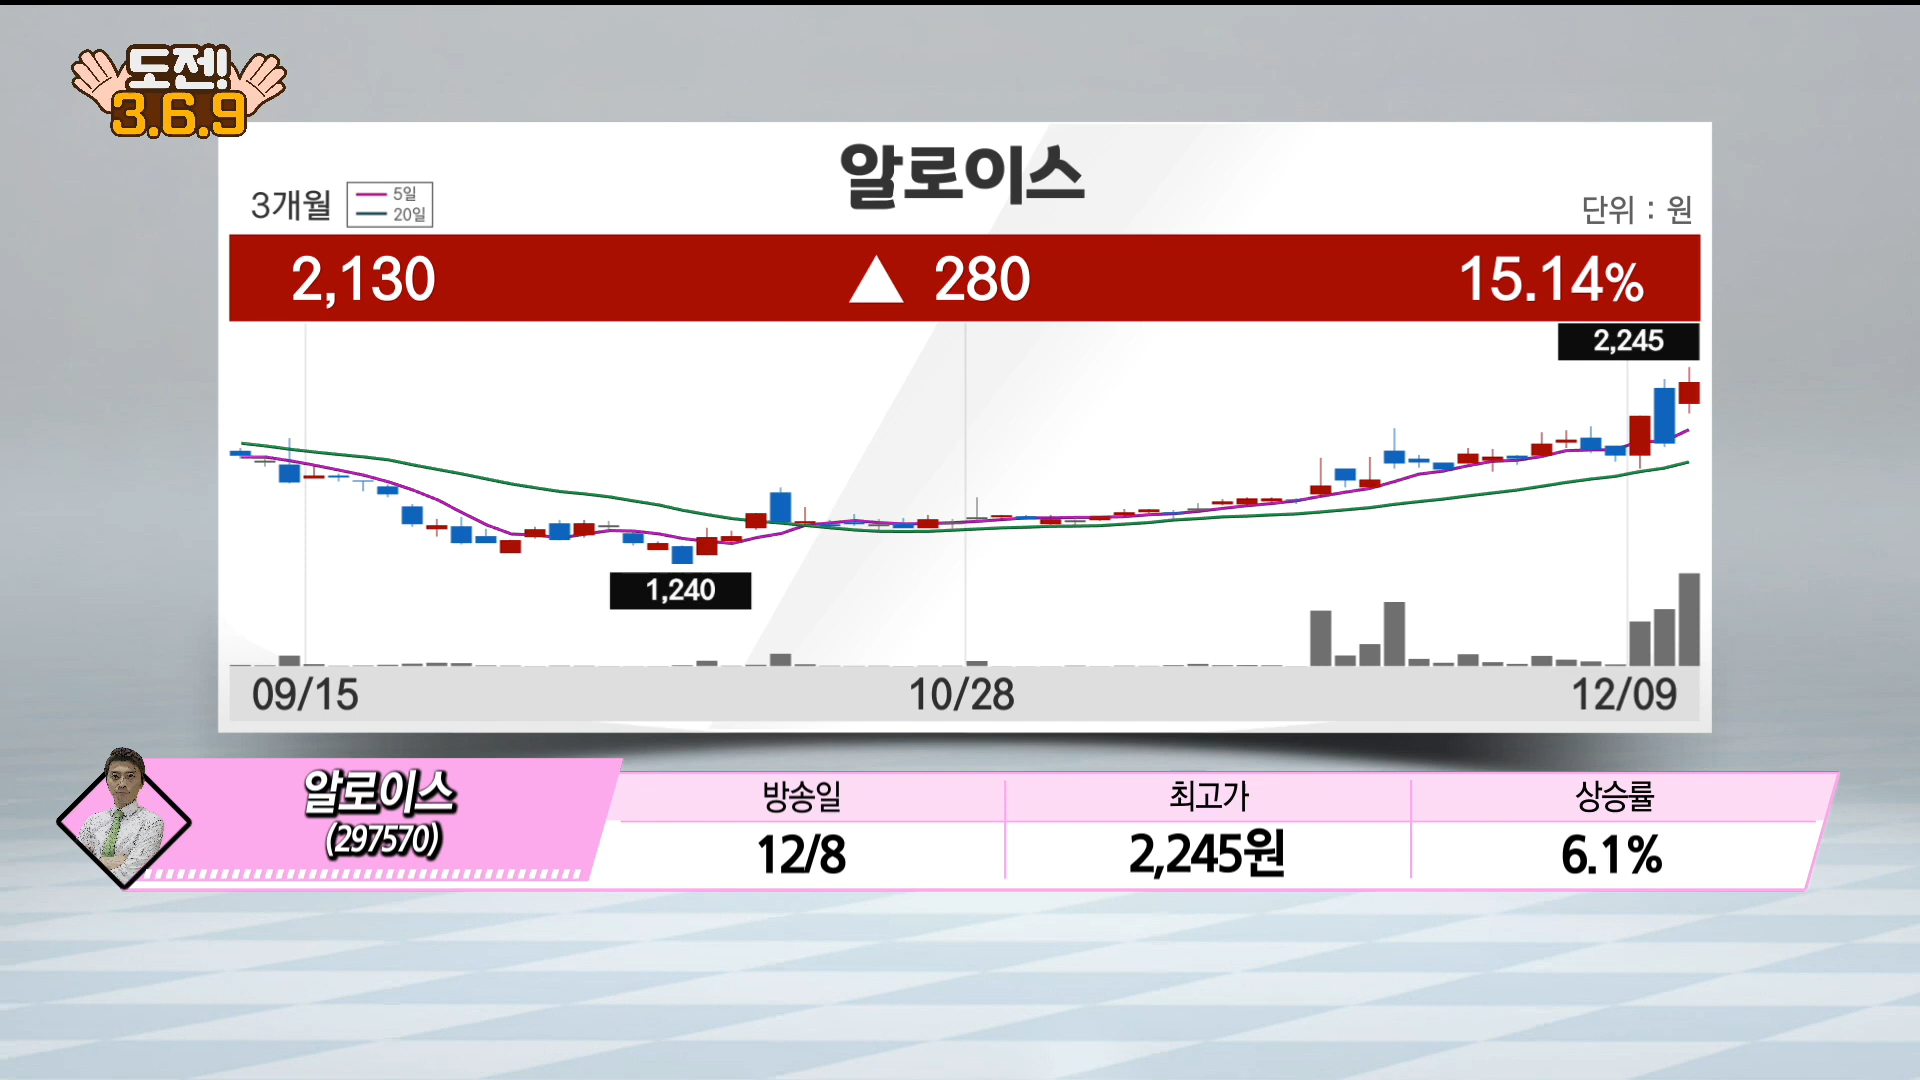 도젠!
3.6.9
알로이스
3개월
5일
20일
단위 : 원
2,130 ▲ 280 15.14%
2,245
1,240
09/15 10/28 12/09
알로이스
(297570)
방송일 최고가 상승률
12/8 2,245원 6.1%